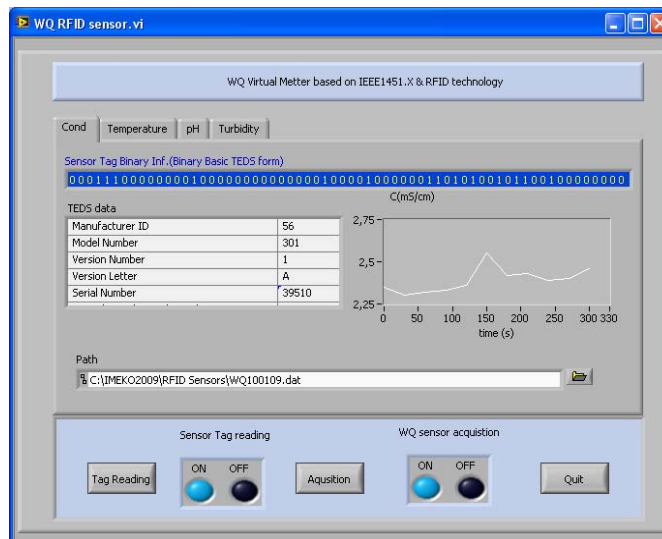 WQ RFID sensor.vi
WQ Virtual Metter based on IEEE1451.X & RFID technology
Cond Temperature pH Turbidity
Sensor Tag Binary Inf.(Binary Basic TEDS form)
TEDS data
Manufacturer ID 56
Model Number 301
Version Number 1
Version Letter A
Serial Number 39510
C(mS/cm)
2,75
2,5
2,25
0 50 100 150 200 250 300 330
time (s)
Path
C:\IMEKO2009\RFID Sensors\WQ100109.dat
Sensor Tag reading
WQ sensor acquistion
Tag Reading
ON OFF
Aqusition
ON OFF
Quit